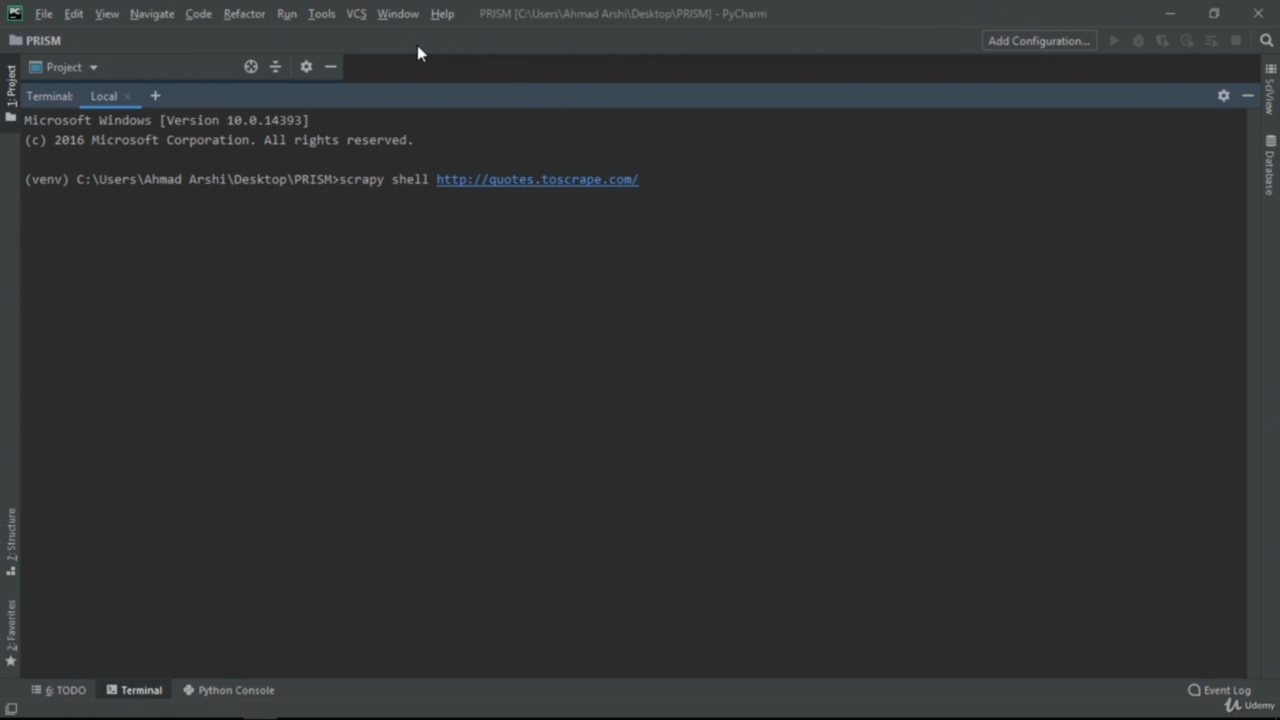 PC File Edit View Navigate Code Refactor Run Tools VCS Window Help PRISM [C:\Users\Ahmad Arshi\Desktop\PRISM] - PyCharm
PRISM Add Configuration...
1: Project
Project
Terminal: Local
Microsoft Windows [Version 10.0.14393]
(c) 2016 Microsoft Corporation. All rights reserved.
(venv) C:\Users\Ahmad Arshi\Desktop\PRISM>scrapy shell http://quotes.toscrape.com/
SciView
Database
7: Structure
2: Favorites
6: TODO Terminal Python Console Event Log
Udemy